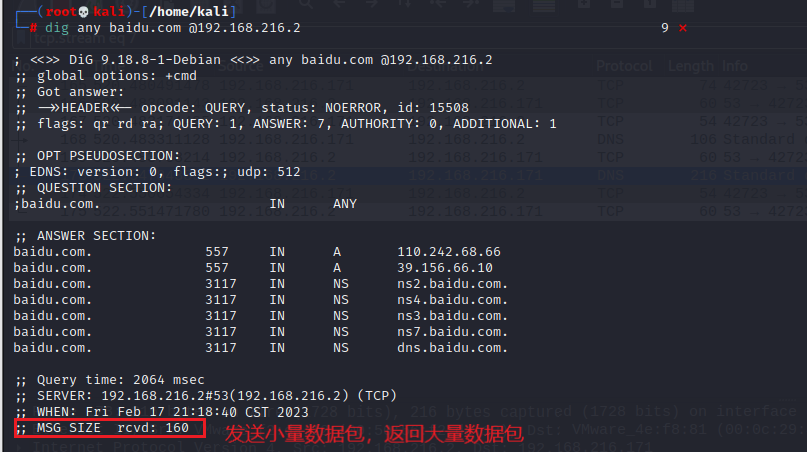 (root💀kali)-[/home/kali]
# dig any baidu.com @192.168.216.2 9 ⨯
; <<>> DiG 9.18.8-1-Debian <<>> any baidu.com @192.168.216.2
;; global options: +cmd
;; Got answer:
;; ->>HEADER<<- opcode: QUERY, status: NOERROR, id: 15508
;; flags: qr rd ra; QUERY: 1, ANSWER: 7, AUTHORITY: 0, ADDITIONAL: 1
;; OPT PSEUDOSECTION:
; EDNS: version: 0, flags:; udp: 512
;; QUESTION SECTION:
;baidu.com. IN ANY
;; ANSWER SECTION:
baidu.com. 557 IN A 110.242.68.66
baidu.com. 557 IN A 39.156.66.10
baidu.com. 3117 IN NS ns2.baidu.com.
baidu.com. 3117 IN NS ns4.baidu.com.
baidu.com. 3117 IN NS ns3.baidu.com.
baidu.com. 3117 IN NS ns7.baidu.com.
baidu.com. 3117 IN NS dns.baidu.com.
;; Query time: 2064 msec
;; SERVER: 192.168.216.2#53(192.168.216.2) (TCP)
;; WHEN: Fri Feb 17 21:18:40 CST 2023
;; MSG SIZE rcvd: 160 发送小量数据包，返回大量数据包